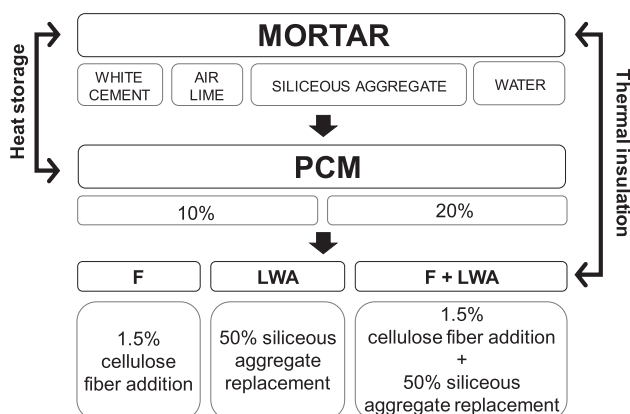 MORTAR
WHITE
CEMENT
AIR
LIME
SILICEOUS AGGREGATE
WATER
Heat storage
Thermal insulation
PCM
10%
20%
F
LWA
F + LWA
1.5%
cellulose
fiber addition
50% siliceous
aggregate
replacement
1.5%
cellulose fiber addition
+
50% siliceous
aggregate replacement